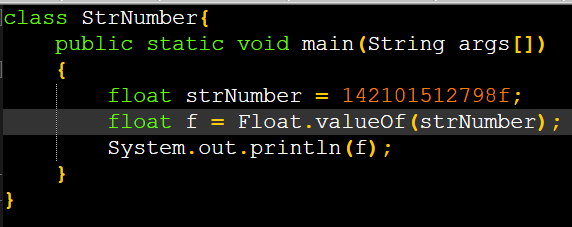 class StrNumber{
public static void main(String args[])
{
float strNumber = 142101512798f;
float f = Float.valueOf(strNumber);
System.out.println(f);
}
}